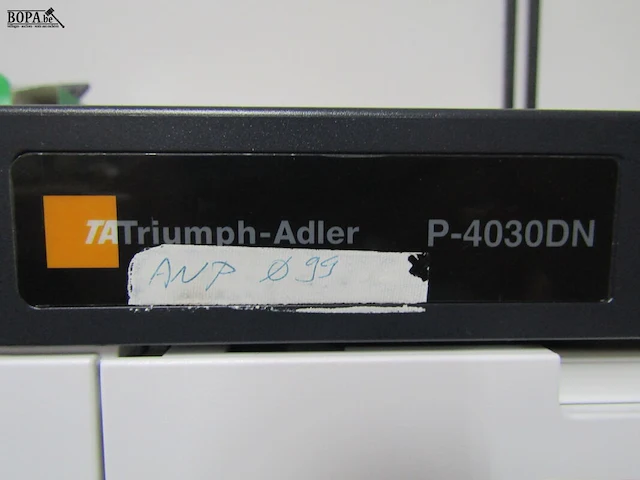 BOPA.be
TA Triumph-Adler P-4030DN
ANP Ø99